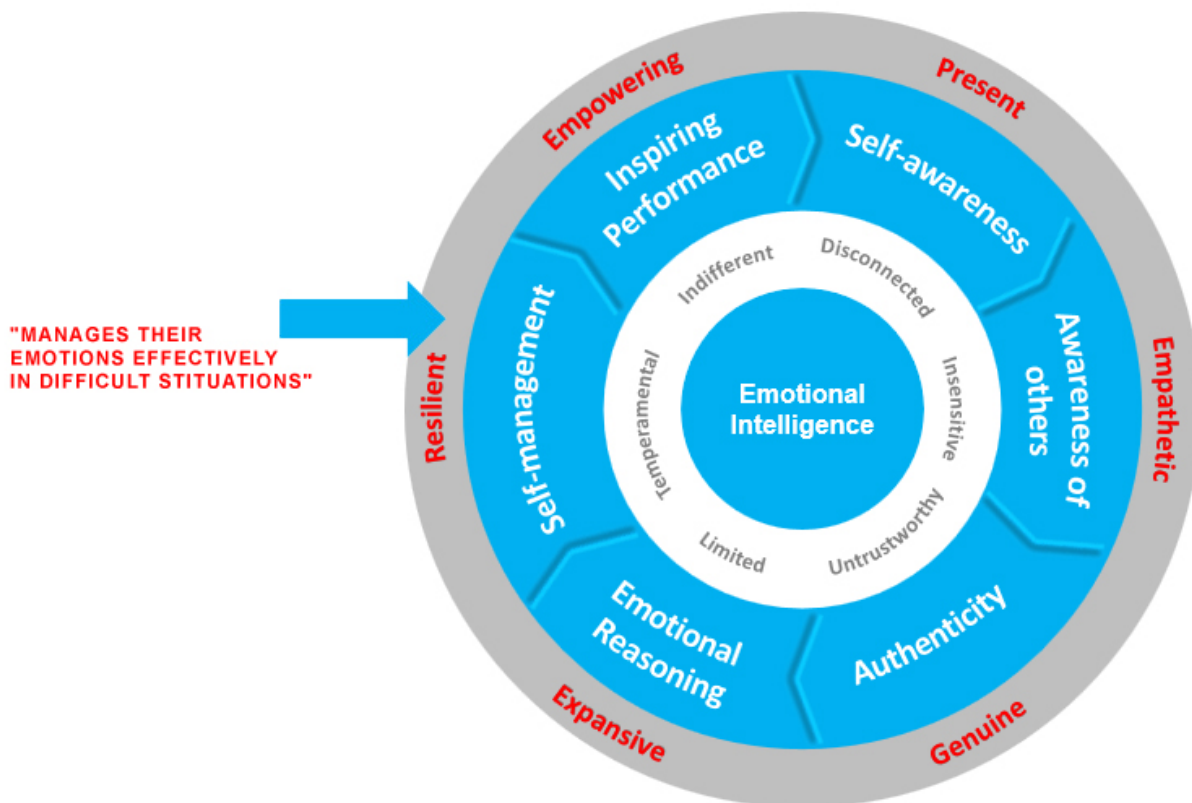 Empowering
Present
Inspiring
Performance
Self-awareness
Indifferent
Disconnected
"MANAGES THEIR
EMOTIONS EFFECTIVELY
IN DIFFICULT STITUATIONS"
Resilient
Self-management
Temperamental
Emotional
Intelligence
Insensitive
Awareness of
others
Empathetic
Limited
Untrustworthy
Emotional
Reasoning
Authenticity
Expansive
Genuine